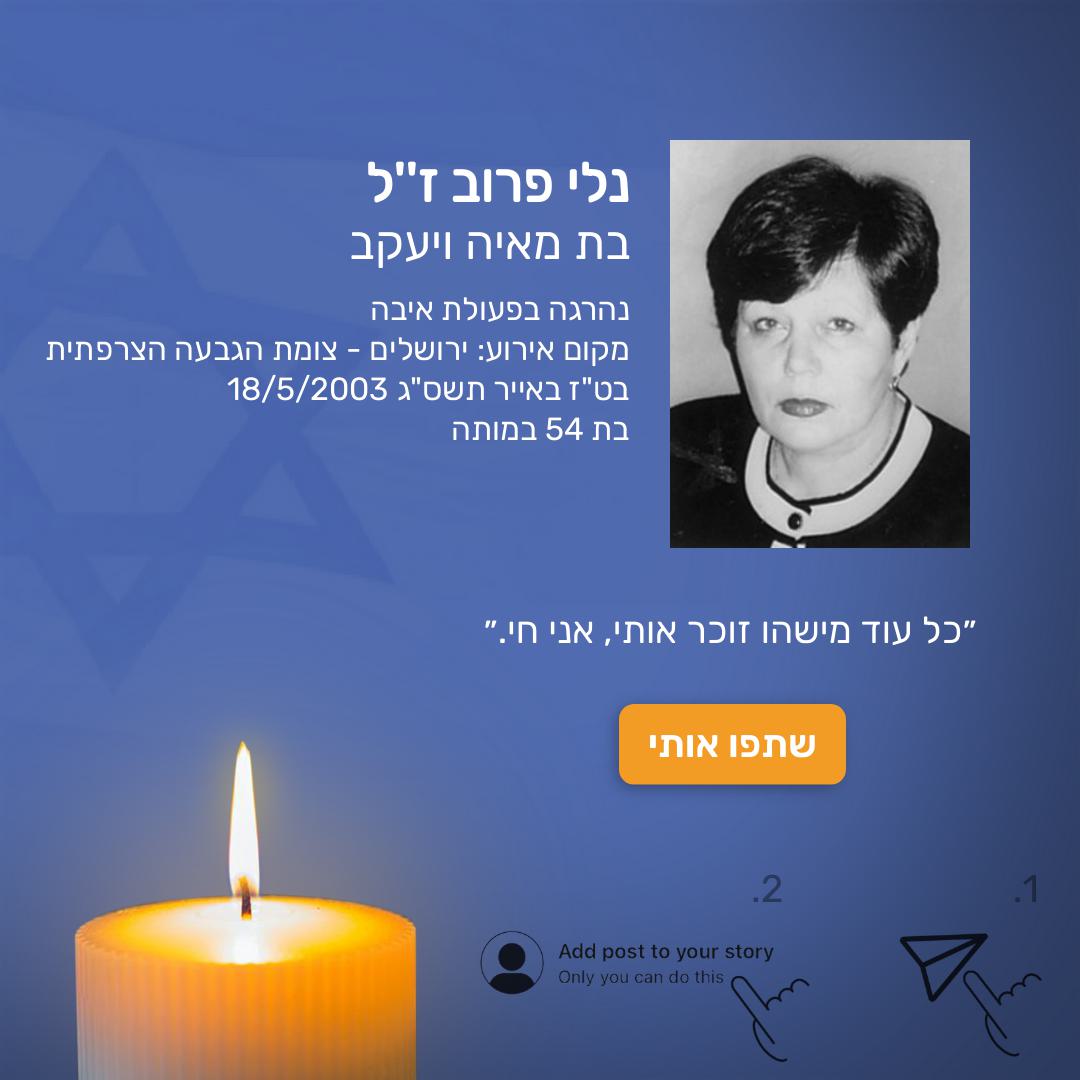 נלי פרוב ז"ל
בת מאיה ויעקב
נהרגה בפעולת איבה
מקום אירוע: ירושלים - צומת הגבעה הצרפתית
בט"ז באייר תשס"ג 18/5/2003
בת 54 במותה
״כל עוד מישהו זוכר אותי, אני חי.״
שתפו אותי
.1
.2
Add post to your story
Only you can do this